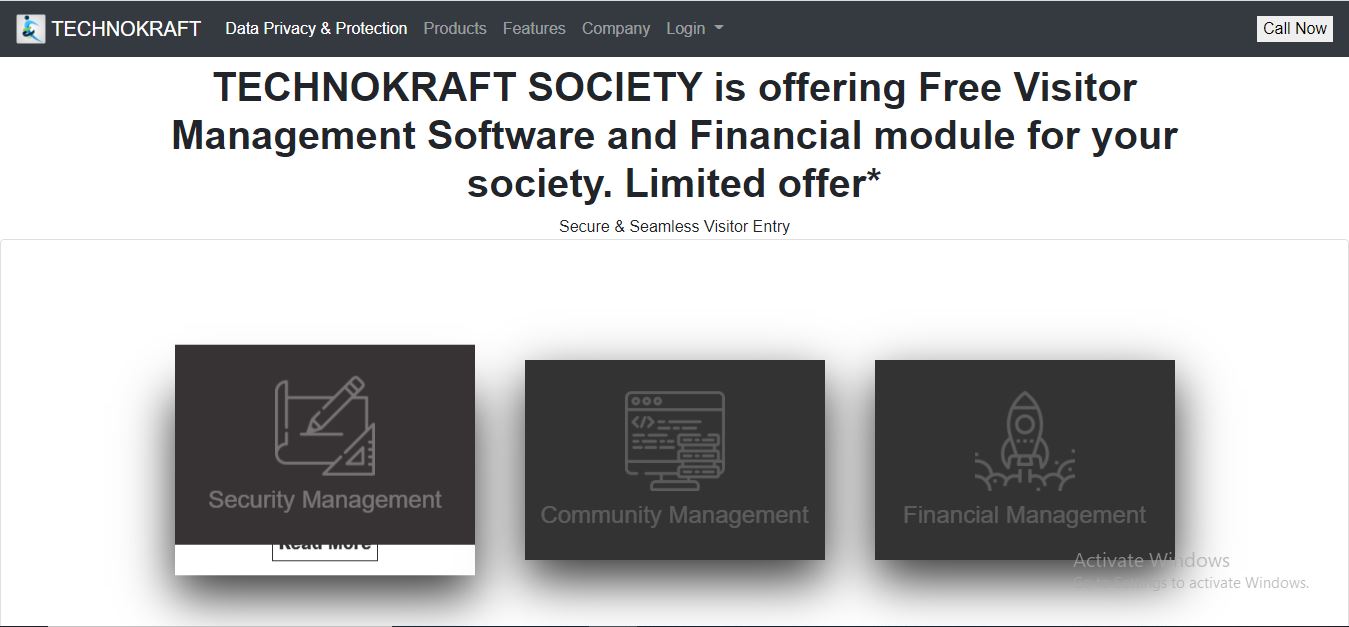 TECHNOKRAFT Data Privacy & Protection Products Features Company Login Call Now
TECHNOKRAFT SOCIETY is offering Free Visitor
Management Software and Financial module for your
society. Limited offer*
Secure & Seamless Visitor Entry
Security Management
Community Management
Financial Management
Read More
Activate Windows
Go to Settings to activate Windows.